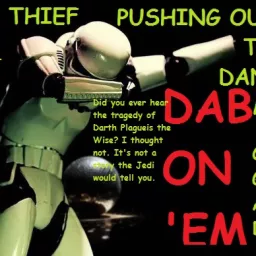 THIEF PUSHING OU
T
DAN
Did you ever hear
the tragedy of
Darth Plagueis the
Wise? I thought
not. It's not a
story the Jedi
would tell you.
DAB
ON
'EM